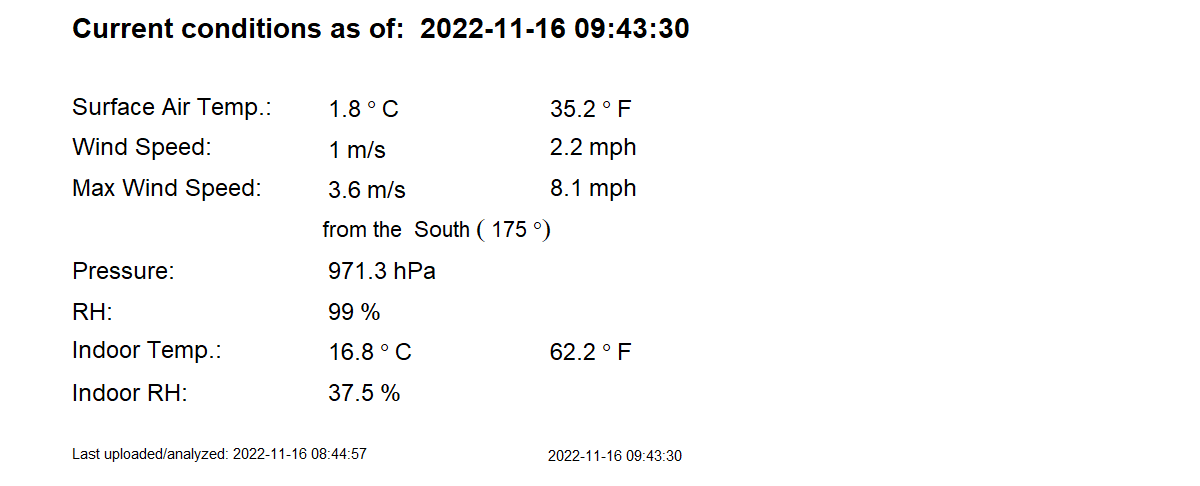 Current conditions as of:  2022-11-16 09:43:30
Surface Air Temp.: 1.8 ° C 35.2 ° F
Wind Speed: 1 m/s 2.2 mph
Max Wind Speed: 3.6 m/s 8.1 mph
from the  South ( 175 °)
Pressure: 971.3 hPa
RH: 99 %
Indoor Temp.: 16.8 ° C 62.2 ° F
Indoor RH: 37.5 %
Last uploaded/analyzed: 2022-11-16 08:44:57 2022-11-16 09:43:30